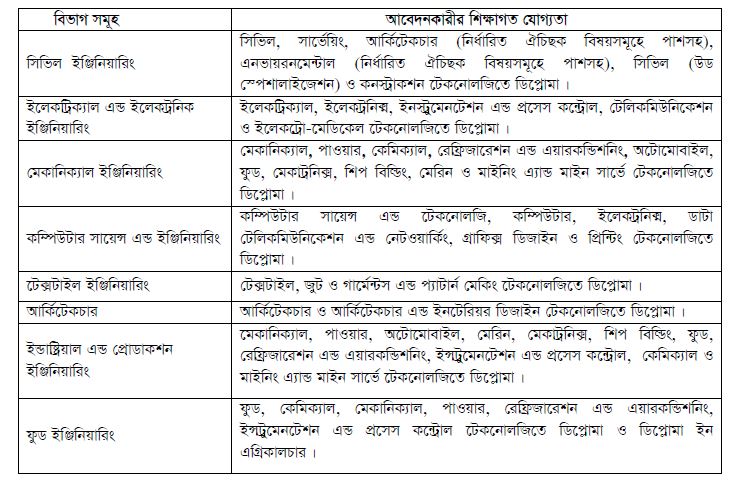 বিভাগ সমূহ
আবেদনকারীর শিক্ষাগত যোগ্যতা
সিভিল ইঞ্জিনিয়ারিং
সিভিল, সার্ভেয়িং, আর্কিটেকচার (নির্ধারিত ঐচিছক বিষয়সমূহে পাশসহ),
এনভায়রনমেন্টাল (নির্ধারিত ঐচিছক বিষয়সমূহে পাশসহ), সিভিল (উড
স্পেশালাইজেশন) ও কনস্ট্রাকশন টেকনোলজিতে ডিপ্লোমা ।
ইলেকট্রিক্যাল এন্ড ইলেকট্রনিক
ইঞ্জিনিয়ারিং
ইলেকট্রিক্যাল, ইলেকট্রনিক্স, ইনস্ট্রুমেনটেশন এন্ড প্রসেস কন্ট্রোল, টেলিকমিউনিকেশন
ও ইলেকট্রো-মেডিকেল টেকনোলজিতে ডিপ্লোমা ।
মেকানিক্যাল ইঞ্জিনিয়ারিং
মেকানিক্যাল, পাওয়ার, কেমিক্যাল, রেফ্রিজারেশন এন্ড এয়ারকন্ডিশনিং, অটোমোবাইল,
ফুড, মেকাট্রনিক্স, শিপ বিল্ডিং, মেরিন ও মাইনিং এ্যান্ড মাইন সার্ভে টেকনোলজিতে
ডিপ্লোমা ।
কম্পিউটার সায়েন্স এন্ড ইঞ্জিনিয়ারিং
কম্পিউটার সায়েন্স এন্ড টেকনোলজি, কম্পিউটার, ইলেকট্রনিক্স, ডাটা
টেলিকমিউনিকেশন এন্ড নেটওয়ার্কিং, গ্রাফিক্স ডিজাইন ও প্রিন্টিং টেকনোলজিতে
ডিপ্লোমা ।
টেক্সটাইল ইঞ্জিনিয়ারিং
টেক্সটাইল, জুট ও গার্মেন্টস এন্ড প্যাটার্ন মেকিং টেকনোলজিতে ডিপ্লোমা ।
আর্কিটেকচার
আর্কিটেকচার ও আর্কিটেকচার এন্ড ইনটেরিয়র ডিজাইন টেকনোলজিতে ডিপ্লোমা ।
ইন্ডাষ্ট্রিয়াল এন্ড প্রোডাকশন
ইঞ্জিনিয়ারিং
মেকানিক্যাল, পাওয়ার, অটোমোবাইল, মেরিন, মেকাট্রনিক্স, শিপ বিল্ডিং, ফুড,
রেফ্রিজারেশন এন্ড এয়ারকন্ডিশনিং, ইন্সট্রুমেনটেশন এন্ড প্রসেস কন্ট্রোল, কেমিক্যাল ও
মাইনিং এ্যান্ড মাইন সার্ভে টেকনোলজিতে ডিপ্লোমা ।
ফুড ইঞ্জিনিয়ারিং
ফুড, কেমিক্যাল, মেকানিক্যাল, পাওয়ার, রেফ্রিজারেশন এন্ড এয়ারকন্ডিশনিং,
ইন্সট্রুমেনটেশন এন্ড প্রসেস কন্ট্রোল টেকনোলজিতে ডিপ্লোমা ও ডিপ্লোমা ইন
এগ্রিকালচার ।